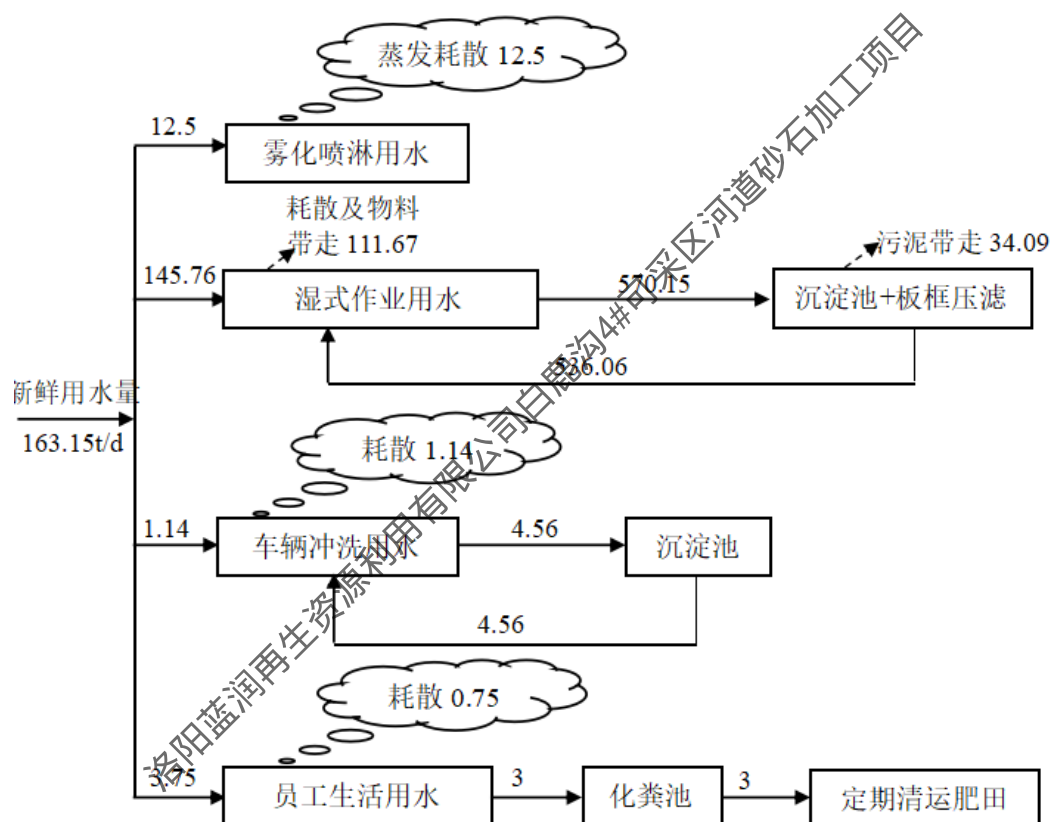 蒸发耗散 12.5
12.5
雾化喷淋用水
耗散及物料
带走 111.67
污泥带走 34.09
145.76
湿式作业用水
570.15
沉淀池+板框压滤
536.06
新鲜用水量
163.15t/d
耗散 1.14
1.14
车辆冲洗用水
4.56
沉淀池
4.56
耗散 0.75
3.75
员工生活用水
3
化粪池
3
定期清运肥田
洛阳蓝润再生资源利用有限公司白鹿沟4#可采区河道砂石加工项目